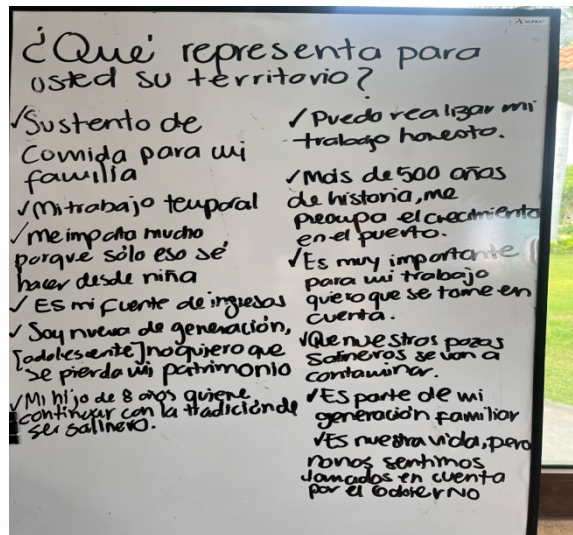 ¿Qué representa para
usted su territorio?
✓Sustento de
Comida para mi
familia
✓Mi trabajo temporal
✓me impata mucho
porque sólo eso sé
hacer desde niña
✓ Es mi fuente de ingresos
✓ Soy nueva de generación,
[adolescente] no quiero que
se pierda mi patrimonio
✓Mi hijo de 8 años quiere
continuar con la tradición de
ser salinero.
✓Puedo realizar mi
trabajo honesto.
✓Más de 500 años
de historia, me
preocupa el crecimiento
en el puerto.
✓Es muy importante
para mi trabajo
quiero que se tome en
cuenta.
✓Que nuestros pozos
salineros se van a
contaminar.
✓Es parte de mi
generación familiar
✓Es nuestra vida, pero
no nos sentimos
tomados en cuenta
por el Gobierno